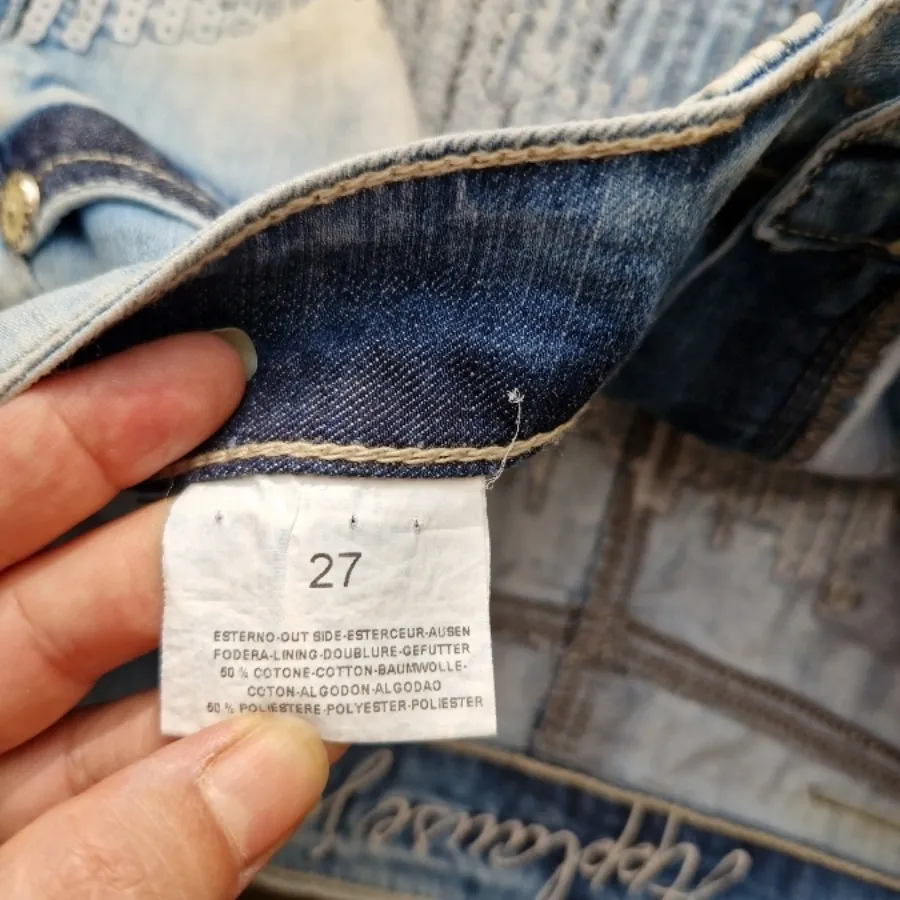 27
ESTERNO-OUT SIDE-ESTERCEUR-AUSEN
FODERA-LINING-DOUBLURE-GEFUTTER
50 % COTONE-COTTON-BAUMWOLLE-
COTON-ALGODON-ALGODAO
50 % POLIESTERE-POLYESTER-POLIESTER
Applause